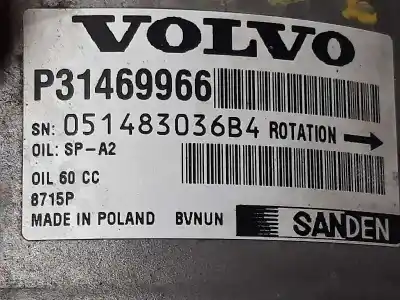 VOLVO
P31469966
SN: 051483036B4 ROTATION
OIL: SP-A2
OIL 60 CC
8715P
MADE IN POLAND BVNUN SANDEN